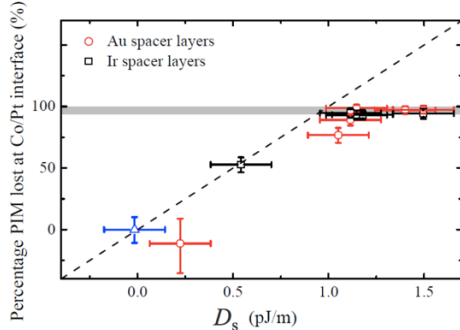 Percentage PIM lost at Co/Pt interface (%)
Au spacer layers
Ir spacer layers
100
50
0
0.0 0.5 1.0 1.5
Ds (pJ/m)